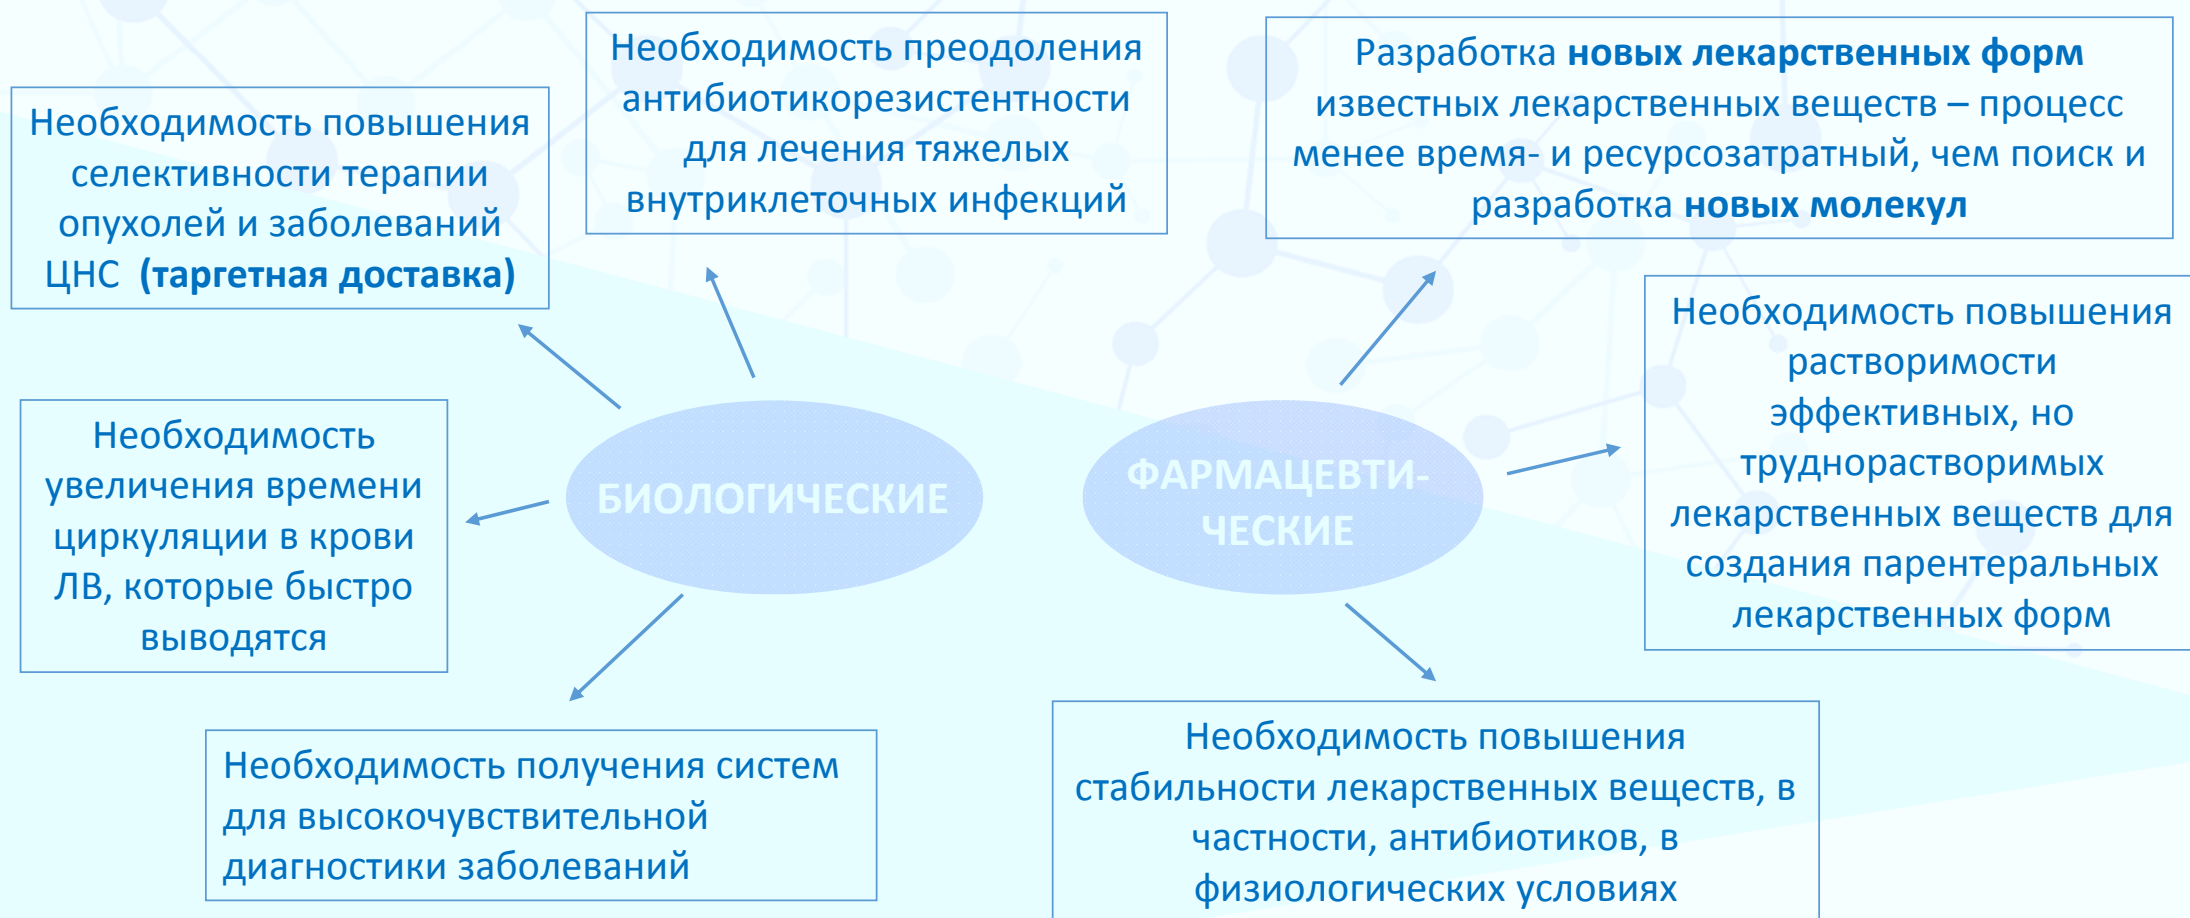 Необходимость повышения
селективности терапии
опухолей и заболеваний
ЦНС (таргетная доставка)
Необходимость преодоления
антибиотикорезистентности
для лечения тяжелых
внутриклеточных инфекций
Разработка новых лекарственных форм
известных лекарственных веществ – процесс
менее время- и ресурсозатратный, чем поиск и
разработка новых молекул
Необходимость
увеличения времени
циркуляции в крови
ЛВ, которые быстро
выводятся
БИОЛОГИЧЕСКИЕ
ФАРМАЦЕВТИ-
ЧЕСКИЕ
Необходимость повышения
растворимости
эффективных, но
труднорастворимых
лекарственных веществ для
создания парентеральных
лекарственных форм
Необходимость получения систем
для высокочувствительной
диагностики заболеваний
Необходимость повышения
стабильности лекарственных веществ, в
частности, антибиотиков, в
физиологических условиях